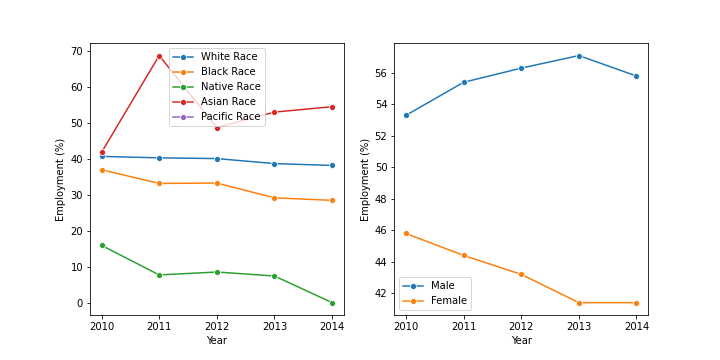 70
60
50
40
30
20
10
0
Employment (%)
2010 2011 2012 2013 2014
Year
White Race
Black Race
Native Race
Asian Race
Pacific Race
56
54
52
50
48
46
44
42
Employment (%)
2010 2011 2012 2013 2014
Year
Male
Female